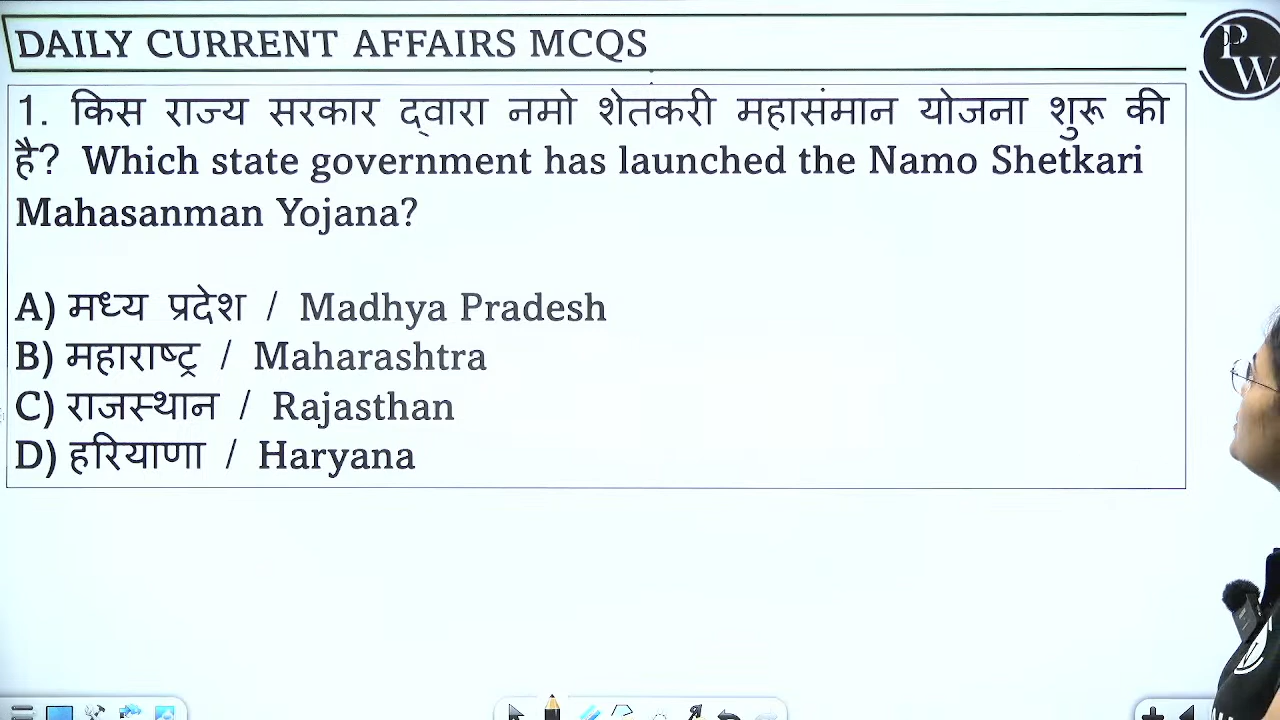 DAILY CURRENT AFFAIRS MCQS
PW
1. किस राज्य सरकार द्वारा नमो शेतकरी महासंमान योजना शुरू की
है? Which state government has launched the Namo Shetkari
Mahasanman Yojana?
A) मध्य प्रदेश / Madhya Pradesh
B) महाराष्ट्र / Maharashtra
C) राजस्थान / Rajasthan
D) हरियाणा / Haryana